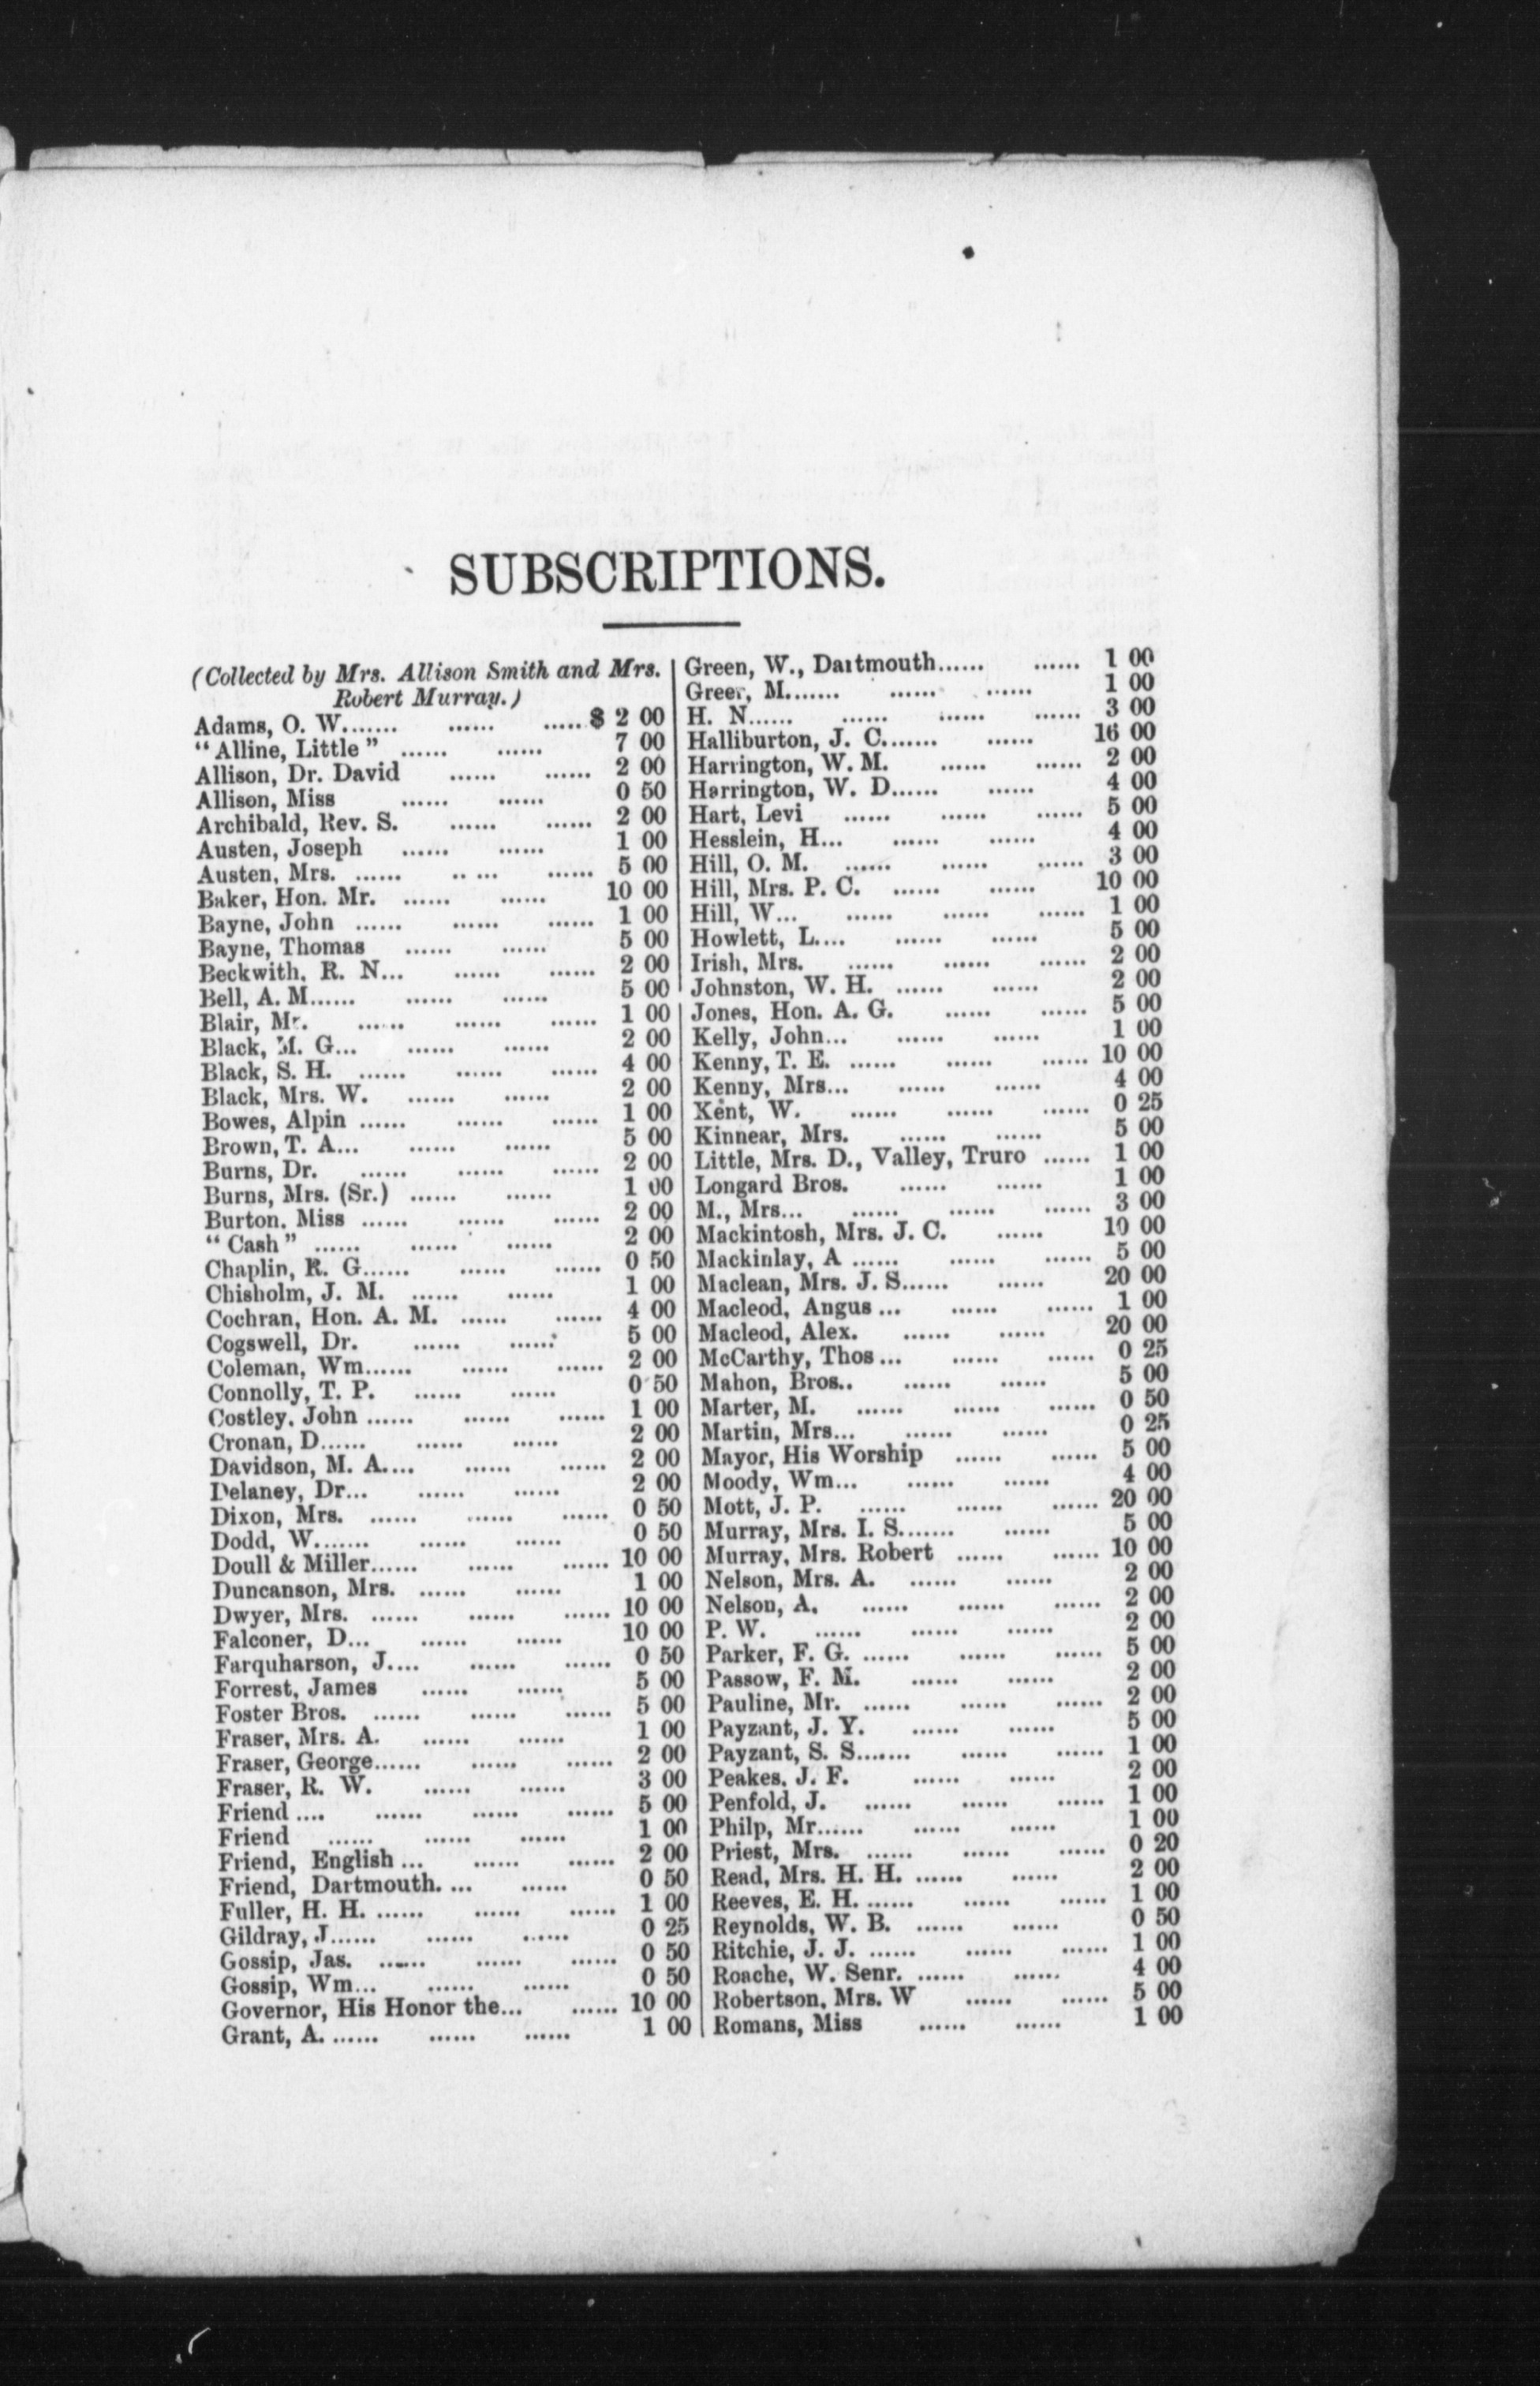 SUBSCRIPTIONS.
(Collected by Mrs. Allison Smith and Mrs.
Robert Murray.)
Adams, O. W....... ...... ..... $ 2 00
"Alline, Little" ...... ...... 7 00
Allison, Dr. David ...... ...... 2 00
Allison, Miss ...... ...... 0 50
Archibald, Rev. S. ...... ...... 2 00
Austen, Joseph ...... ...... 1 00
Austen, Mrs. ...... .. ... ...... 5 00
Baker, Hon. Mr. ...... ...... 10 00
Bayne, John ...... ...... ...... 1 00
Bayne, Thomas ...... ...... 5 00
Beckwith, R. N... ...... ...... 2 00
Bell, A. M...... ...... ...... 5 00
Blair, Mr. ...... ...... ...... 1 00
Black, M. G... ...... ...... 2 00
Black, S. H. ...... ...... ...... 4 00
Black, Mrs. W. ...... ...... 2 00
Bowes, Alpin ...... ...... ...... 1 00
Brown, T. A... ...... ...... 5 00
Burns, Dr. ...... ...... ...... 2 00
Burns, Mrs. (Sr.) ...... ...... 1 00
Burton, Miss ...... ...... ...... 2 00
"Cash" ...... ...... ...... 2 00
Chaplin, R. G...... ...... ...... 0 50
Chisholm, J. M. ...... ...... 1 00
Cochran, Hon. A. M. ...... ...... 4 00
Cogswell, Dr. ...... ...... 5 00
Coleman, Wm...... ...... ...... 2 00
Connolly, T. P. ...... ...... 0 50
Costley, John ...... ...... ...... 1 00
Cronan, D...... ...... ...... 2 00
Davidson, M. A.... ...... ...... 2 00
Delaney, Dr... ...... ...... 2 00
Dixon, Mrs. ...... ...... ...... 0 50
Dodd, W....... ...... ...... 0 50
Doull & Miller...... ...... ...... 10 00
Duncanson, Mrs. ...... ...... 1 00
Dwyer, Mrs. ...... ...... ...... 10 00
Falconer, D... ...... ...... 10 00
Farquharson, J.... ...... ...... 0 50
Forrest, James ...... ...... 5 00
Foster Bros. ...... ...... ...... 5 00
Fraser, Mrs. A. ...... ...... 1 00
Fraser, George...... ...... ...... 2 00
Fraser, R. W. ...... ...... 3 00
Friend .... ...... ...... ...... 5 00
Friend ...... ...... ...... 1 00
Friend, English ... ...... ...... 2 00
Friend, Dartmouth. ... ...... 0 50
Fuller, H. H. ...... ...... ...... 1 00
Gildray, J...... ...... ...... 0 25
Gossip, Jas. ...... ...... ...... 0 50
Gossip, Wm... ...... ...... 0 50
Governor, His Honor the... ...... 10 00
Grant, A. ...... ...... ...... 1 00
Green, W., Dartmouth...... ...... 1 00
Greer, M....... ...... ...... 1 00
H. N...... ...... ...... ...... 3 00
Halliburton, J. C...... ...... 16 00
Harrington, W. M. ...... ...... 2 00
Harrington, W. D...... ...... 4 00
Hart, Levi ...... ...... ...... 5 00
Hesslein, H... ...... ...... 4 00
Hill, O. M. ...... ...... ...... 3 00
Hill, Mrs. P. C. ...... ...... 10 00
Hill, W... ...... ...... ...... 1 00
Howlett, L.... ...... ...... 5 00
Irish, Mrs. ...... ...... ...... 2 00
Johnston, W. H. ...... ...... 2 00
Jones, Hon. A. G. ...... ...... 5 00
Kelly, John... ...... ...... 1 00
Kenny, T. E. ...... ...... ...... 10 00
Kenny, Mrs... ...... ...... 4 00
Kent, W. ...... ...... ...... 0 25
Kinnear, Mrs. ...... ...... 5 00
Little, Mrs. D., Valley, Truro ...... 1 00
Longard Bros. ...... ...... 1 00
M., Mrs... ...... ...... ...... 3 00
Mackintosh, Mrs. J. C. ...... 10 00
Mackinlay, A ...... ...... ...... 5 00
Maclean, Mrs. J. S...... ...... 20 00
Macleod, Angus ... ...... ...... 1 00
Macleod, Alex. ...... ...... 20 00
McCarthy, Thos ... ...... ...... 0 25
Mahon, Bros.. ...... ...... 5 00
Marter, M. ...... ...... ...... 0 50
Martin, Mrs... ...... ...... 0 25
Mayor, His Worship ...... ...... 5 00
Moody, Wm... ...... ...... 4 00
Mott, J. P. ...... ...... ...... 20 00
Murray, Mrs. I. S....... ...... 5 00
Murray, Mrs. Robert ...... ...... 10 00
Nelson, Mrs. A. ...... ...... 2 00
Nelson, A. ...... ...... ...... 2 00
P. W. ...... ...... ...... 2 00
Parker, F. G. ...... ...... ...... 5 00
Passow, F. M. ...... ...... 2 00
Pauline, Mr. ...... ...... ...... 2 00
Payzant, J. Y. ...... ...... 5 00
Payzant, S. S....... ...... ...... 1 00
Peakes, J. F. ...... ...... 2 00
Penfold, J. ...... ...... ...... 1 00
Philp, Mr...... ...... ...... 1 00
Priest, Mrs. ...... ...... ...... 0 20
Read, Mrs. H. H. ...... ...... 2 00
Reeves, E. H. ...... ...... ...... 1 00
Reynolds, W. B. ...... ...... 0 50
Ritchie, J. J. ...... ...... ...... 1 00
Roache, W. Senr. ...... ...... 4 00
Robertson, Mrs. W ...... ...... 5 00
Romans, Miss ...... ...... 1 00